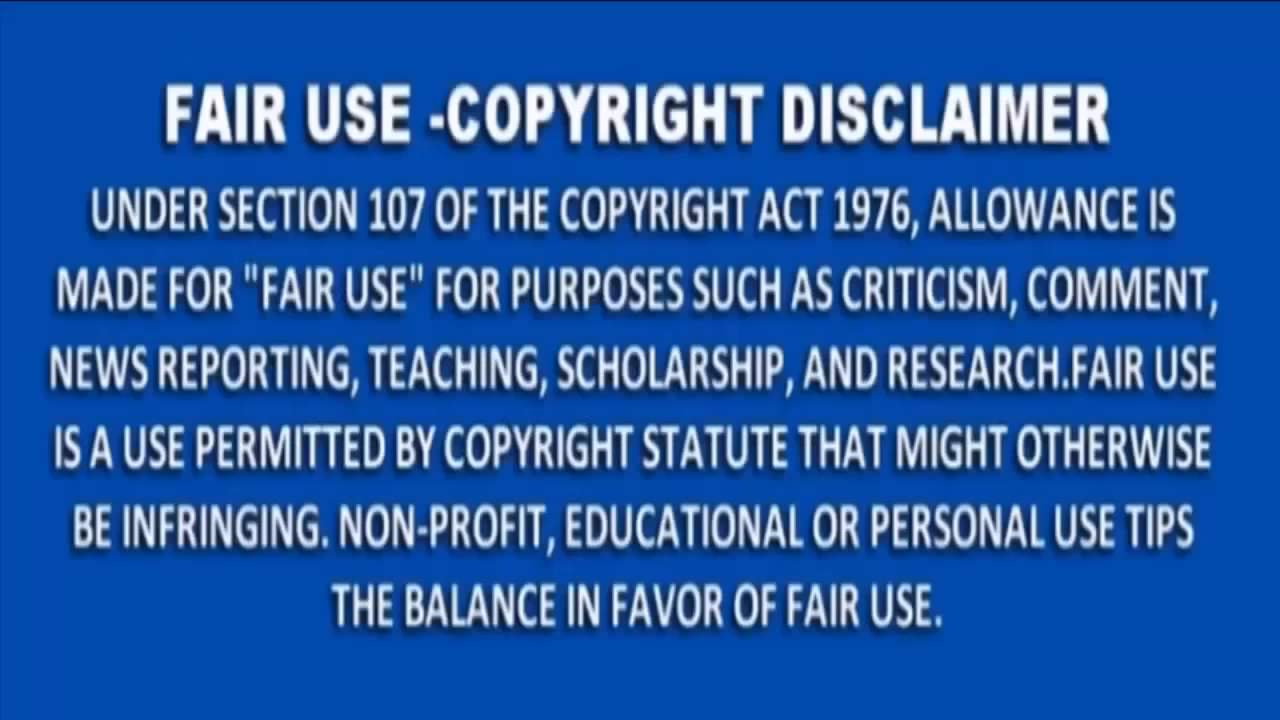 FAIR USE -COPYRIGHT DISCLAIMER
UNDER SECTION 107 OF THE COPYRIGHT ACT 1976, ALLOWANCE IS
MADE FOR "FAIR USE" FOR PURPOSES SUCH AS CRITICISM, COMMENT,
NEWS REPORTING, TEACHING, SCHOLARSHIP, AND RESEARCH.FAIR USE
IS A USE PERMITTED BY COPYRIGHT STATUTE THAT MIGHT OTHERWISE
BE INFRINGING. NON-PROFIT, EDUCATIONAL OR PERSONAL USE TIPS
THE BALANCE IN FAVOR OF FAIR USE.